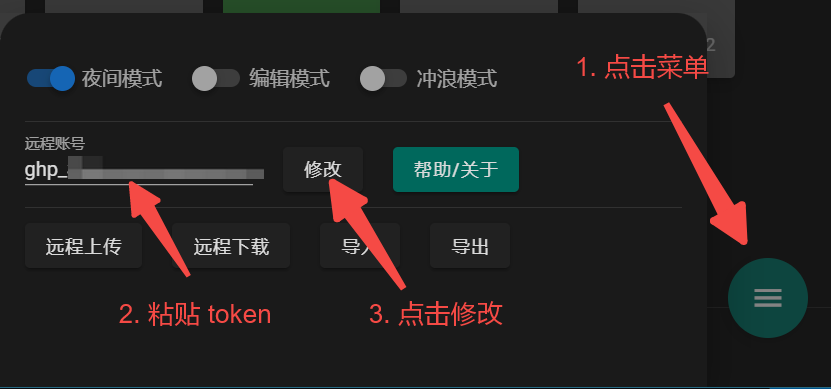 2
1. 点击菜单
夜间模式 编辑模式 冲浪模式
远程账号
ghp_
修改 帮助/关于
远程上传 远程下载 导入 导出
2. 粘贴 token 3. 点击修改